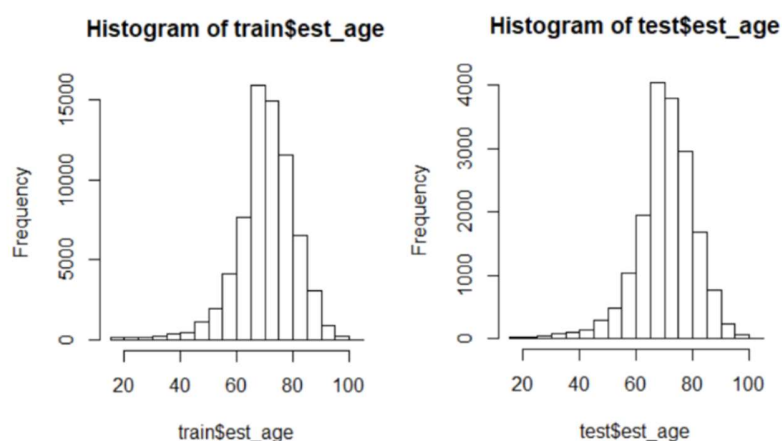 Histogram of train$est_age
Frequency
15000
10000
5000
0
20 40 60 80 100
train$est_age
Histogram of test$est_age
Frequency
4000
3000
2000
1000
0
20 40 60 80 100
test$est_age